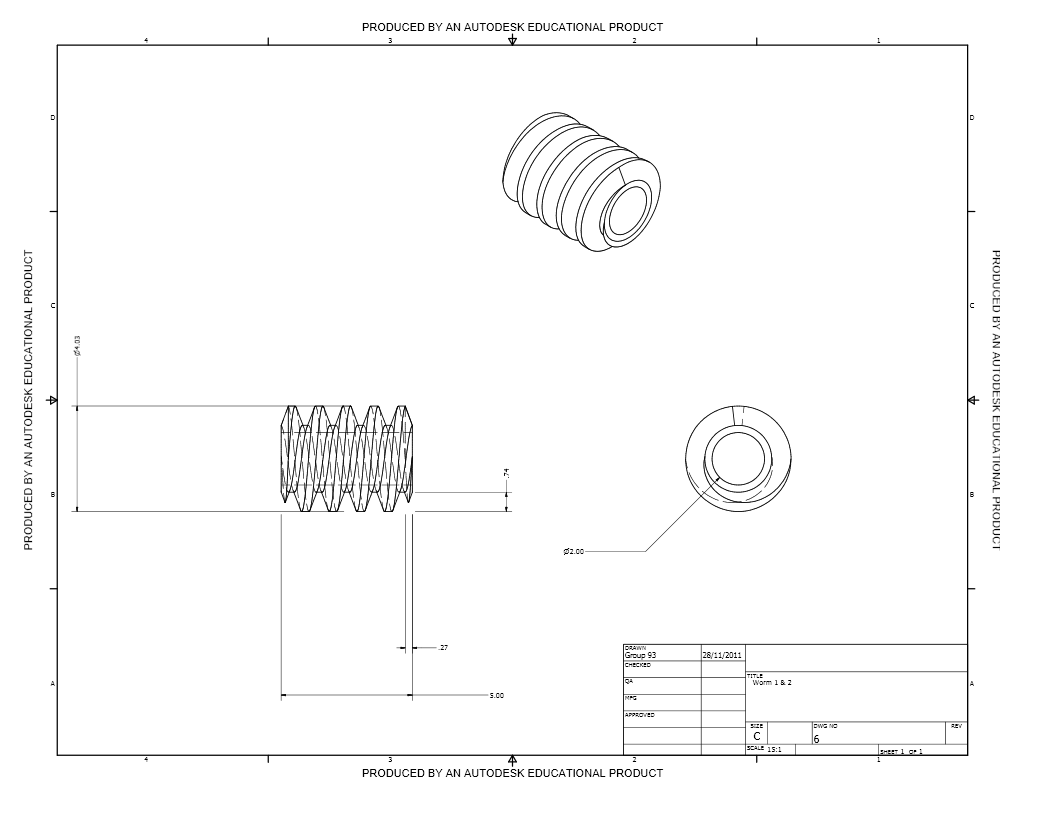 PRODUCED BY AN AUTODESK EDUCATIONAL PRODUCT
4 3 2 1
D D
C C
B B
A A
PRODUCED BY AN AUTODESK EDUCATIONAL PRODUCT
PRODUCED BY AN AUTODESK EDUCATIONAL PRODUCT
Ø4.03
.74
Ø2.00
.27
5.00
DRAWN
Group 93 28/11/2011
CHECKED
QA
MFG
APPROVED
TITLE
Worm 1 & 2
SIZE
C
DWG NO
6
REV
SCALE 15:1
SHEET 1 OF 1
4 3 2 1
PRODUCED BY AN AUTODESK EDUCATIONAL PRODUCT